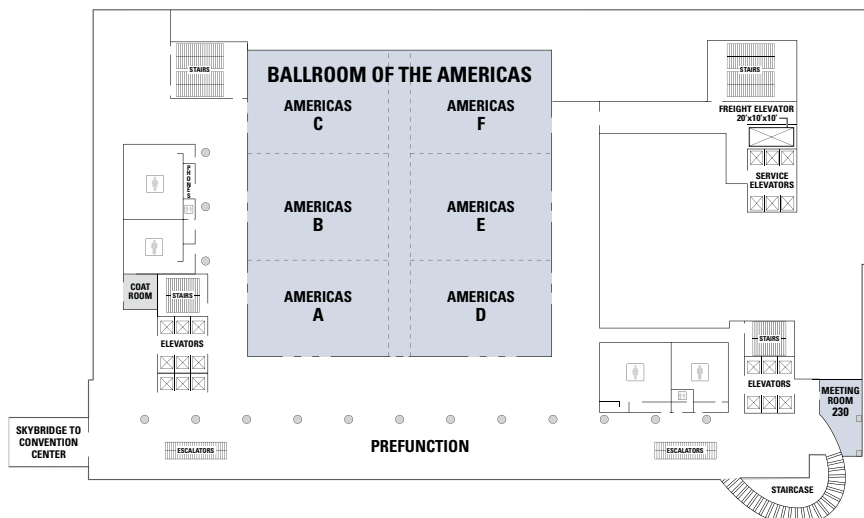 STAIRS
BALLROOM OF THE AMERICAS
STAIRS
AMERICAS
C
AMERICAS
F
FREIGHT ELEVATOR
20'x10'x10'
PHONES
SERVICE
ELEVATORS
AMERICAS
B
AMERICAS
E
COAT
ROOM
STAIRS
AMERICAS
A
AMERICAS
D
ELEVATORS
STAIRS
ELEVATORS
MEETING
ROOM
230
SKYBRIDGE TO
CONVENTION
CENTER
ESCALATORS
PREFUNCTION
ESCALATORS
STAIRCASE